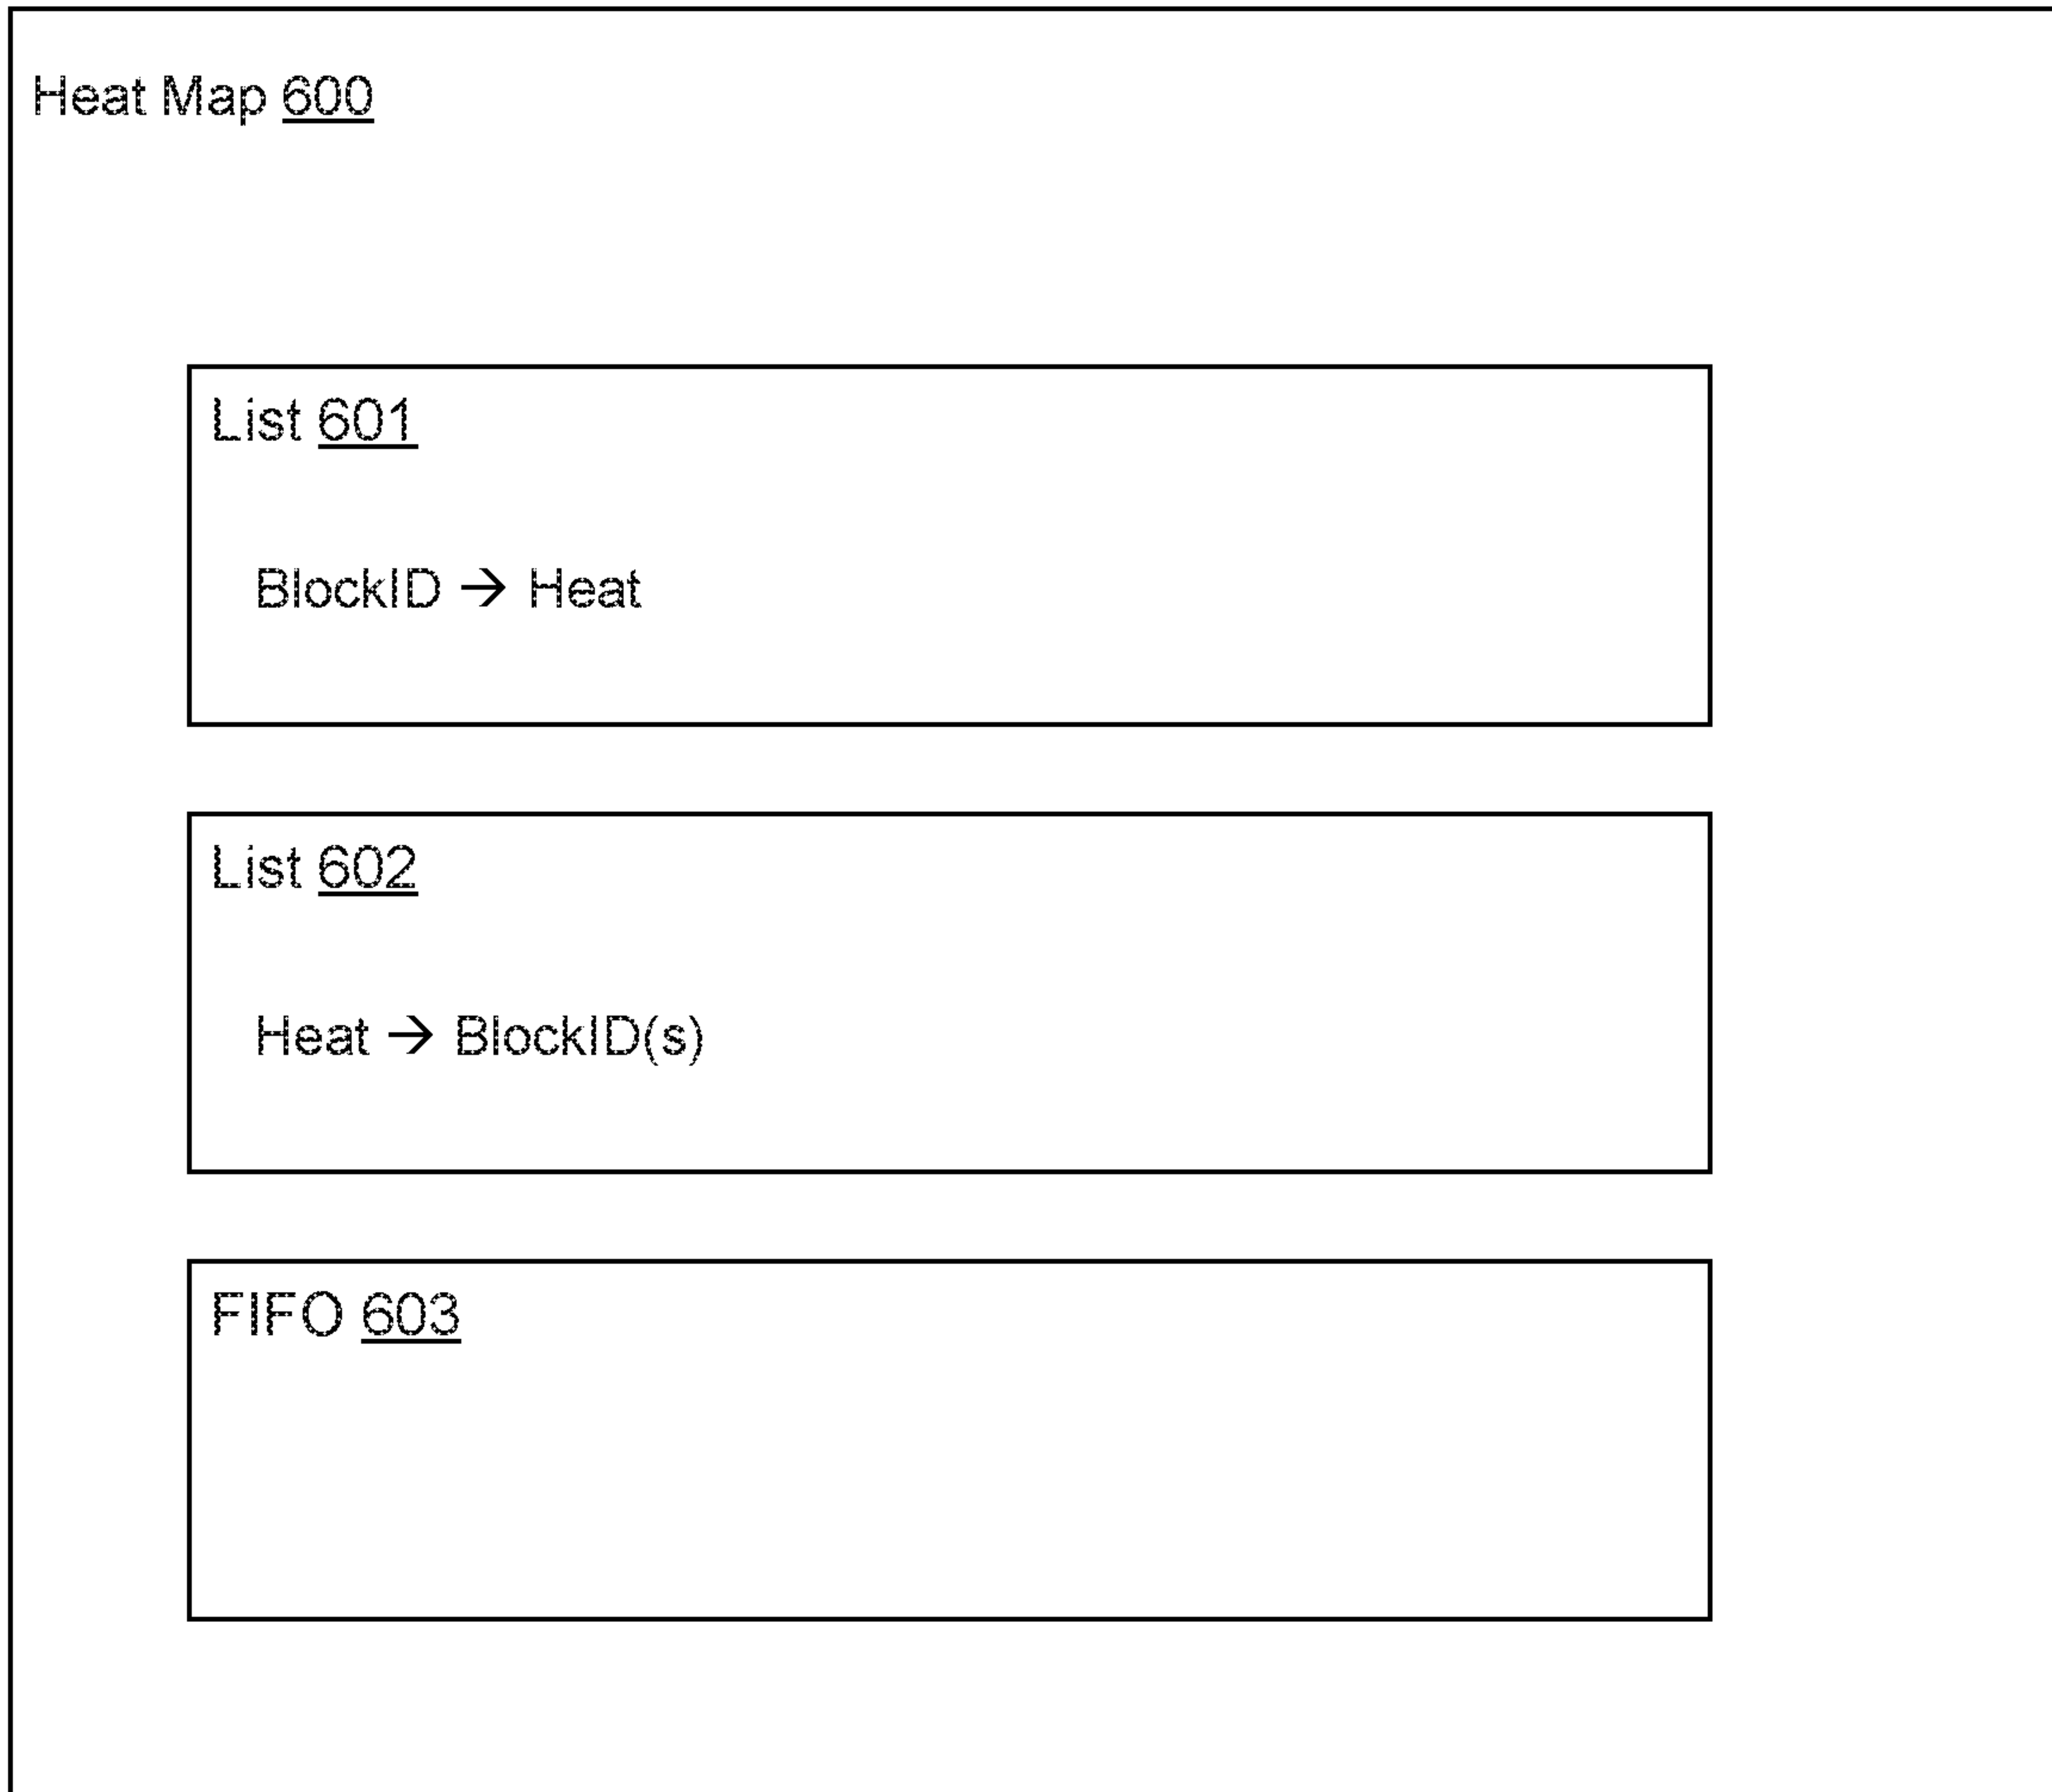 Heat Map 600
List 601
BlockID → Heat
List 602
Heat → BlockID(s)
FIFO 603